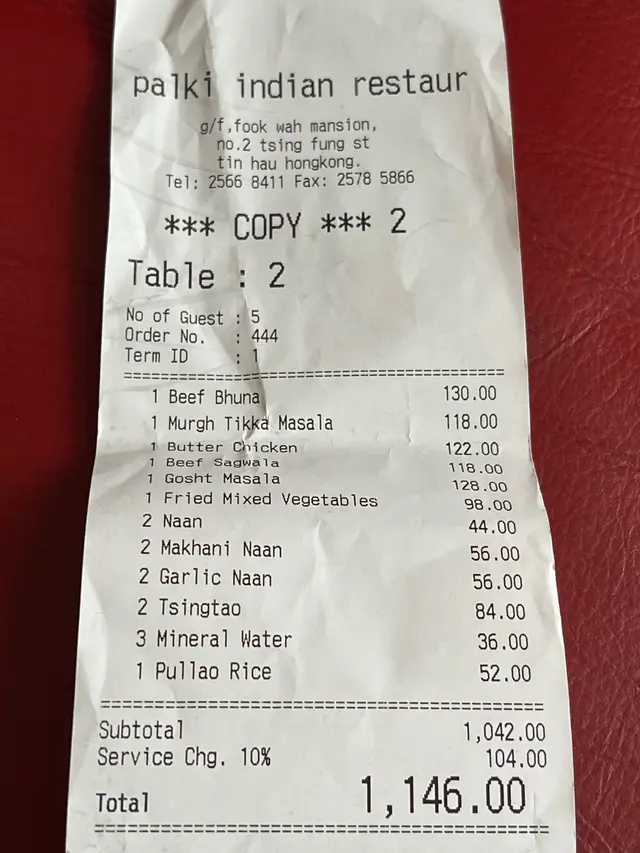 palki indian restaur
g/f,fook wah mansion,
no.2 tsing fung st
tin hau hongkong.
Tel: 2566 8411 Fax: 2578 5866
*** COPY *** 2
Table : 2
No of Guest : 5
Order No. : 444
Term ID : 1
1 Beef Bhuna 130.00
1 Murgh Tikka Masala 118.00
1 Butter Chicken 122.00
1 Beef Sagwala 118.00
1 Gosht Masala 128.00
1 Fried Mixed Vegetables 98.00
2 Naan 44.00
2 Makhani Naan 56.00
2 Garlic Naan 56.00
2 Tsingtao 84.00
3 Mineral Water 36.00
1 Pullao Rice 52.00
Subtotal 1,042.00
Service Chg. 10% 104.00
Total 1,146.00